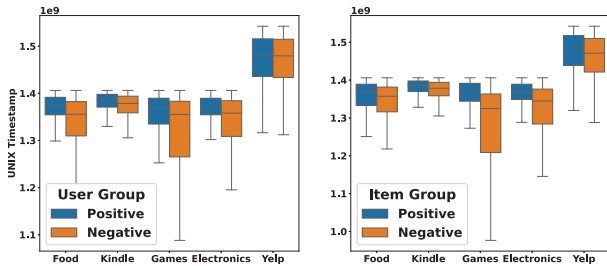 1e9
1.5
1.4
1.3
1.2
1.1
UNIX Timestamp
User Group
Positive
Negative
Food Kindle Games Electronics Yelp
1e9
1.5
1.4
1.3
1.2
1.1
1.0
Item Group
Positive
Negative
Food Kindle Games Electronics Yelp